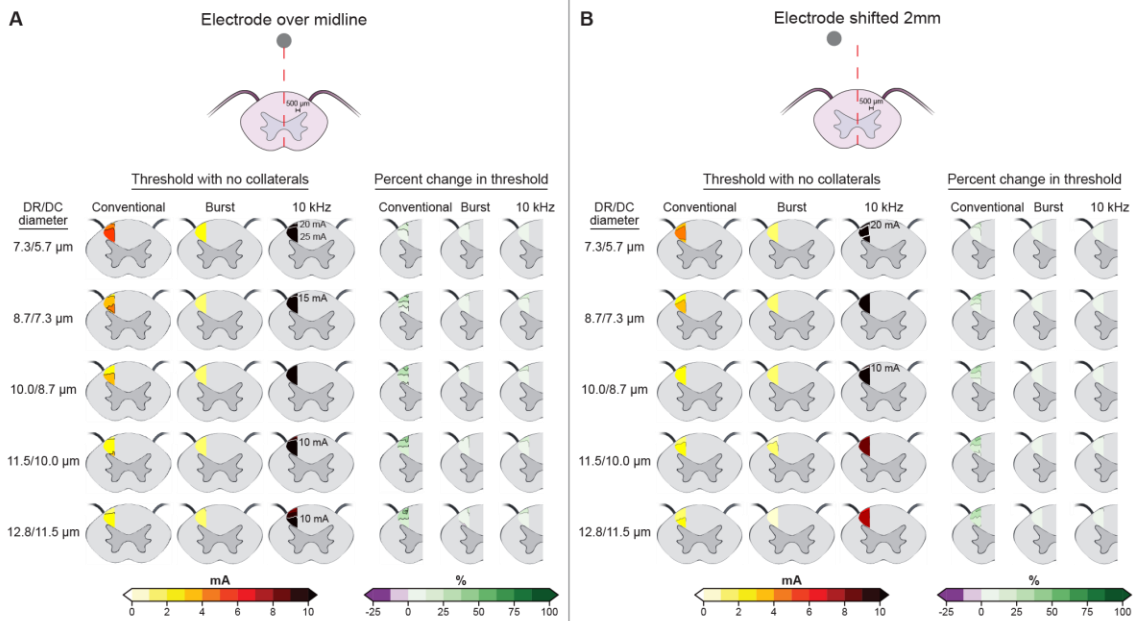 A
Electrode over midline
500 µm
Threshold with no collaterals
Percent change in threshold
DR/DC diameter
Conventional
Burst
10 kHz
Conventional
Burst
10 kHz
7.3/5.7 µm
20 mA
25 mA
8.7/7.3 µm
15 mA
10.0/8.7 µm
11.5/10.0 µm
10 mA
12.8/11.5 µm
10 mA
mA
0 2 4 6 8 10
%
-25 0 25 50 75 100
B
Electrode shifted 2mm
500 µm
Threshold with no collaterals
Percent change in threshold
DR/DC diameter
Conventional
Burst
10 kHz
Conventional
Burst
10 kHz
7.3/5.7 µm
20 mA
8.7/7.3 µm
10.0/8.7 µm
10 mA
11.5/10.0 µm
12.8/11.5 µm
mA
0 2 4 6 8 10
%
-25 0 25 50 75 100